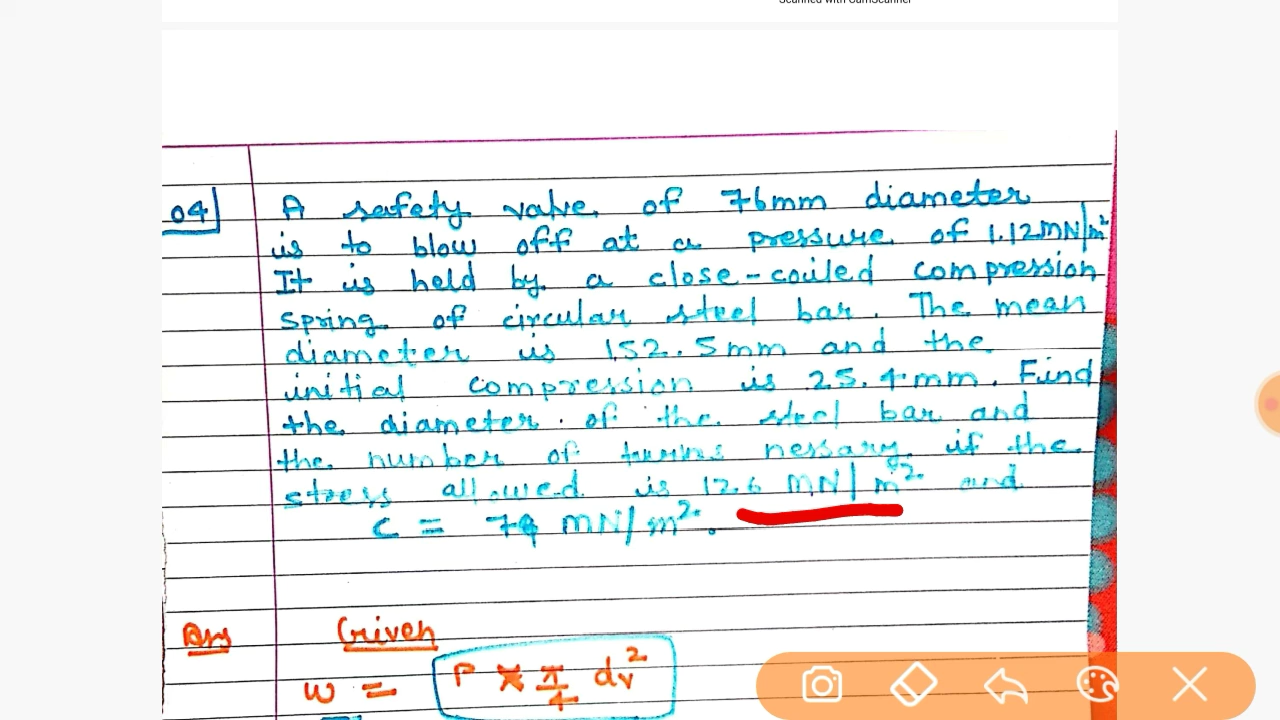 Scanned with CamScanner
04
A safety valve of 76mm diameter
is to blow off at a pressure of 1.12MN/m²
It is held by a close-coiled compression
spring of circular steel bar. The mean
diameter is 152.5mm and the
initial compression is 25.4mm. Find
the diameter of the steel bar and
the number of turns nessary if the
stress allowed is 12.6 MN/m² and
C = 79 MN/m².
Ans Given
W = P × π/4 dv²